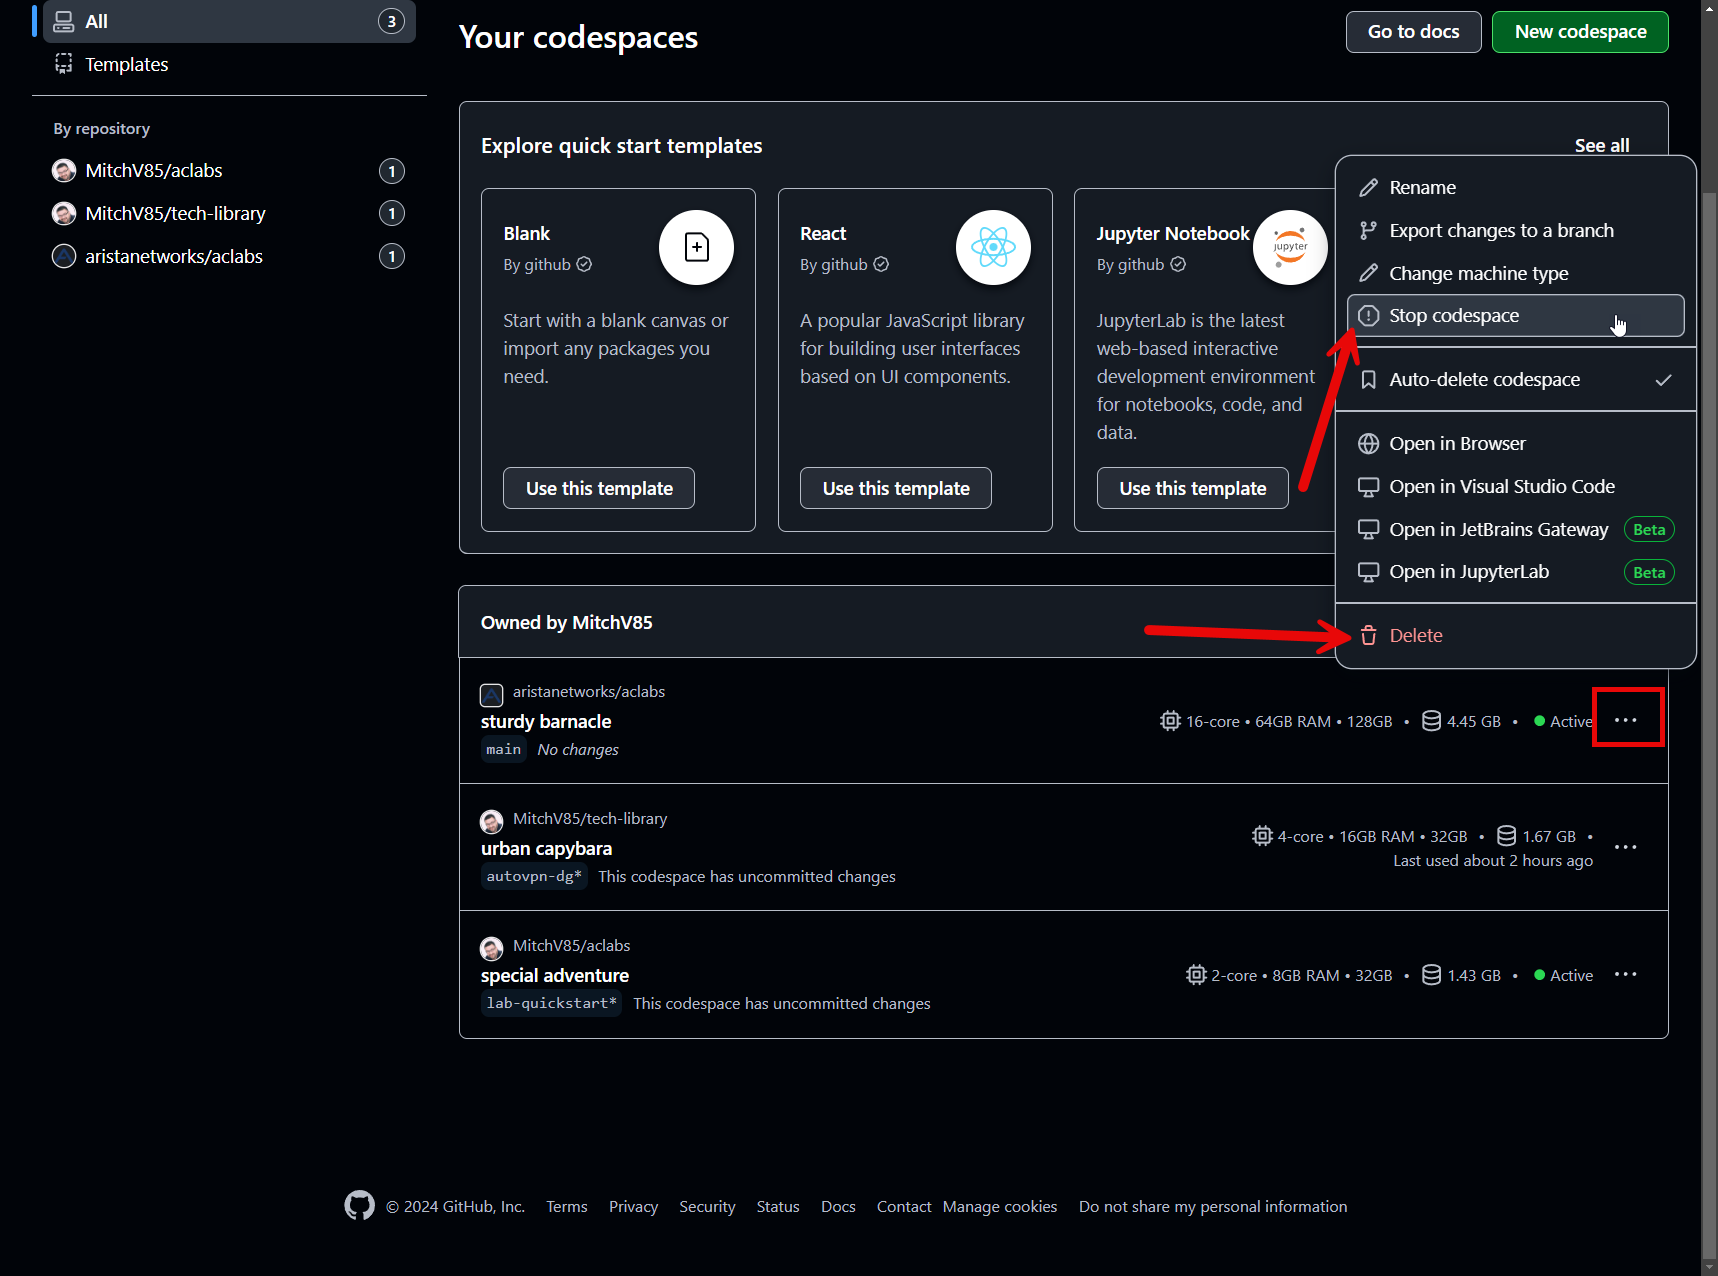 All
3
Templates
By repository
MitchV85/aclabs
1
MitchV85/tech-library
1
aristanetworks/aclabs
1
Your codespaces
Go to docs
New codespace
Explore quick start templates
See all
Blank
By github
Start with a blank canvas or
import any packages you
need.
Use this template
React
By github
A popular JavaScript library
for building user interfaces
based on UI components.
Use this template
Jupyter Notebook
By github
jupyter
JupyterLab is the latest
web-based interactive
development environment
for notebooks, code, and
data.
Use this template
Rename
Export changes to a branch
Change machine type
Stop codespace
Auto-delete codespace
Open in Browser
Open in Visual Studio Code
Open in JetBrains Gateway Beta
Open in JupyterLab Beta
Delete
Owned by MitchV85
aristanetworks/aclabs
sturdy barnacle
main No changes
16-core • 64GB RAM • 128GB • 4.45 GB • Active
MitchV85/tech-library
urban capybara
autovpn-dg* This codespace has uncommitted changes
4-core • 16GB RAM • 32GB • 1.67 GB •
Last used about 2 hours ago
MitchV85/aclabs
special adventure
lab-quickstart* This codespace has uncommitted changes
2-core • 8GB RAM • 32GB • 1.43 GB • Active
© 2024 GitHub, Inc. Terms Privacy Security Status Docs Contact Manage cookies Do not share my personal information